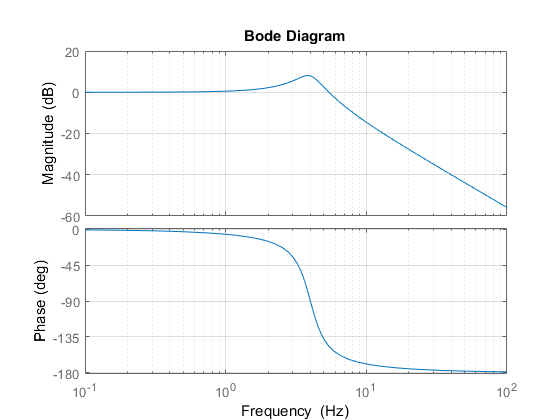 Bode Diagram
Magnitude (dB)
20
0
-20
-40
-60
Phase (deg)
0
-45
-90
-135
-180
10^-1 10^0 10^1 10^2
Frequency (Hz)